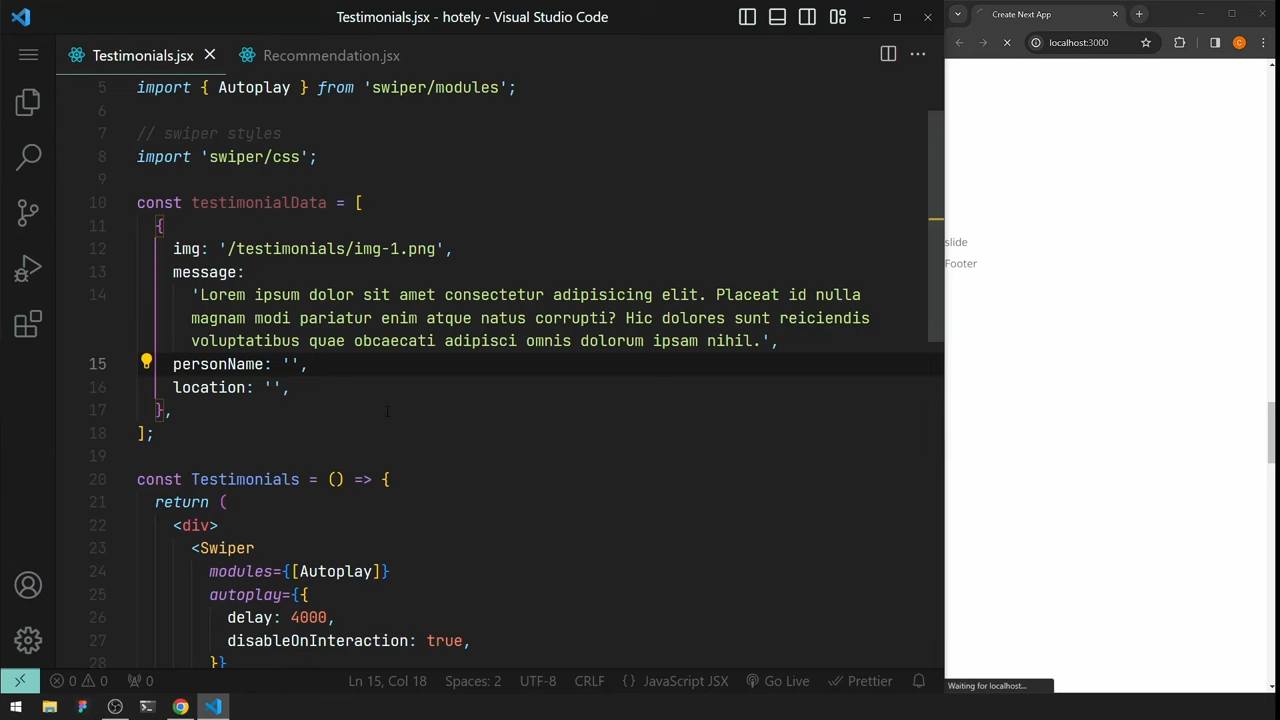 Testimonials.jsx - hotely - Visual Studio Code
Create Next App
Testimonials.jsx
Recommendation.jsx
localhost:3000
C
5 import { Autoplay } from 'swiper/modules';
6
7 // swiper styles
8 import 'swiper/css';
9
10 const testimonialData = [
11 {
12 img: '/testimonials/img-1.png',
13 message:
14 'Lorem ipsum dolor sit amet consectetur adipisicing elit. Placeat id nulla
magnam modi pariatur enim atque natus corrupti? Hic dolores sunt reiciendis
voluptatibus quae obcaecati adipisci omnis dolorum ipsam nihil.',
15 personName: '',
16 location: '',
17 },
18 ];
19
20 const Testimonials = () => {
21 return (
22 <div>
23 <Swiper
24 modules={[Autoplay]}
25 autoplay={{
26 delay: 4000,
27 disableOnInteraction: true,
28 }}
slide
Footer
Waiting for localhost...
0 0 0
Ln 15, Col 18
Spaces: 2
UTF-8
CRLF
{} JavaScript JSX
Go Live
Prettier